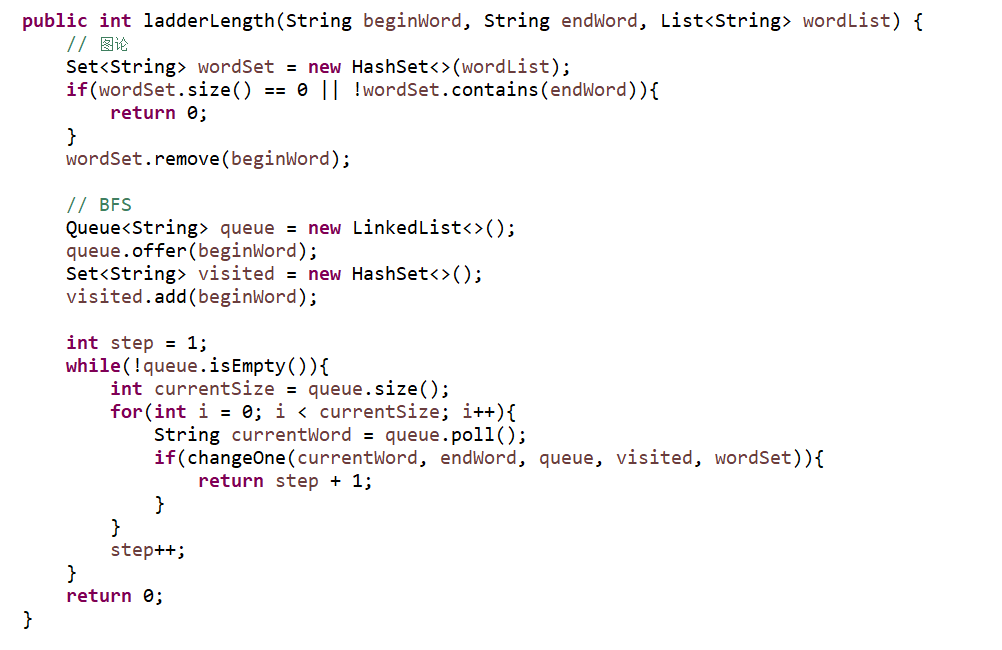 public int ladderLength(String beginWord, String endWord, List<String> wordList) {
    // 图论
    Set<String> wordSet = new HashSet<>(wordList);
    if(wordSet.size() == 0 || !wordSet.contains(endWord)){
        return 0;
    }
    wordSet.remove(beginWord);

    // BFS
    Queue<String> queue = new LinkedList<>();
    queue.offer(beginWord);
    Set<String> visited = new HashSet<>();
    visited.add(beginWord);

    int step = 1;
    while(!queue.isEmpty()){
        int currentSize = queue.size();
        for(int i = 0; i < currentSize; i++){
            String currentWord = queue.poll();
            if(changeOne(currentWord, endWord, queue, visited, wordSet)){
                return step + 1;
            }
        }
        step++;
    }
    return 0;
}